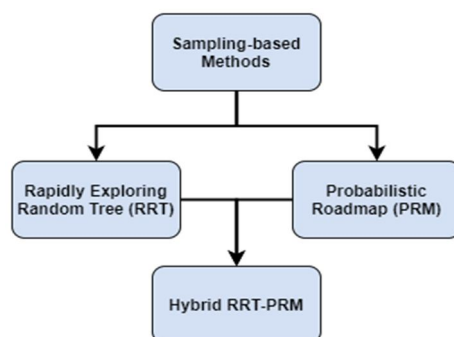 Sampling-based
Methods
Rapidly Exploring
Random Tree (RRT)
Probabilistic
Roadmap (PRM)
Hybrid RRT-PRM